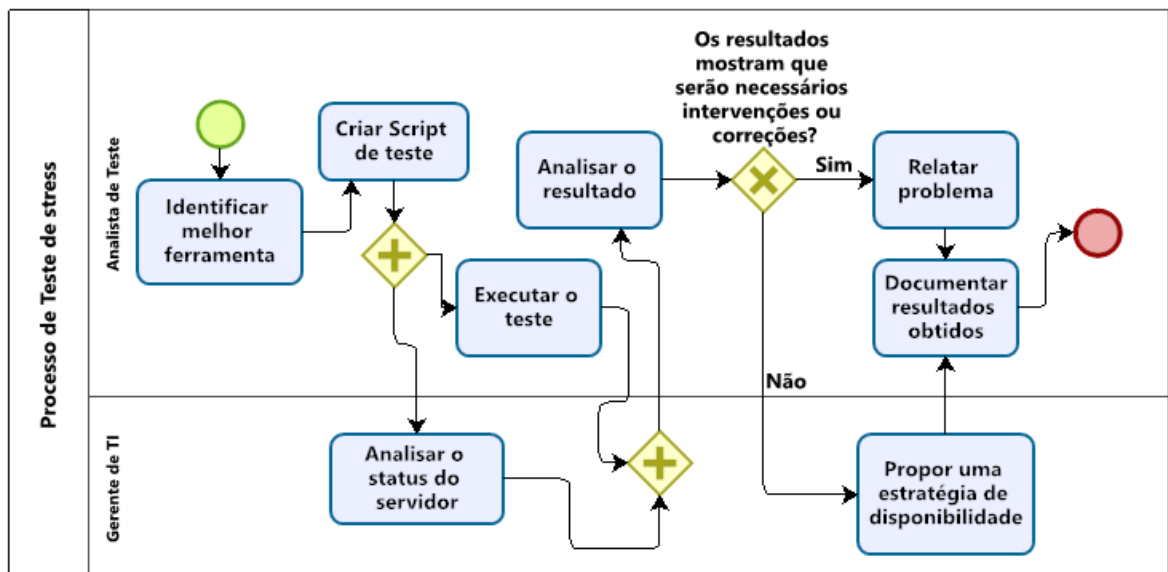 Processo de Teste de stress
Analista de Teste
Gerente de TI
Identificar
melhor
ferramenta
Criar Script
de teste
Executar o
teste
Analisar o
status do
servidor
Analisar o
resultado
Os resultados
mostram que
serão necessários
intervenções ou
correções?
Sim
Não
Relatar
problema
Documentar
resultados
obtidos
Propor uma
estratégia de
disponibilidade